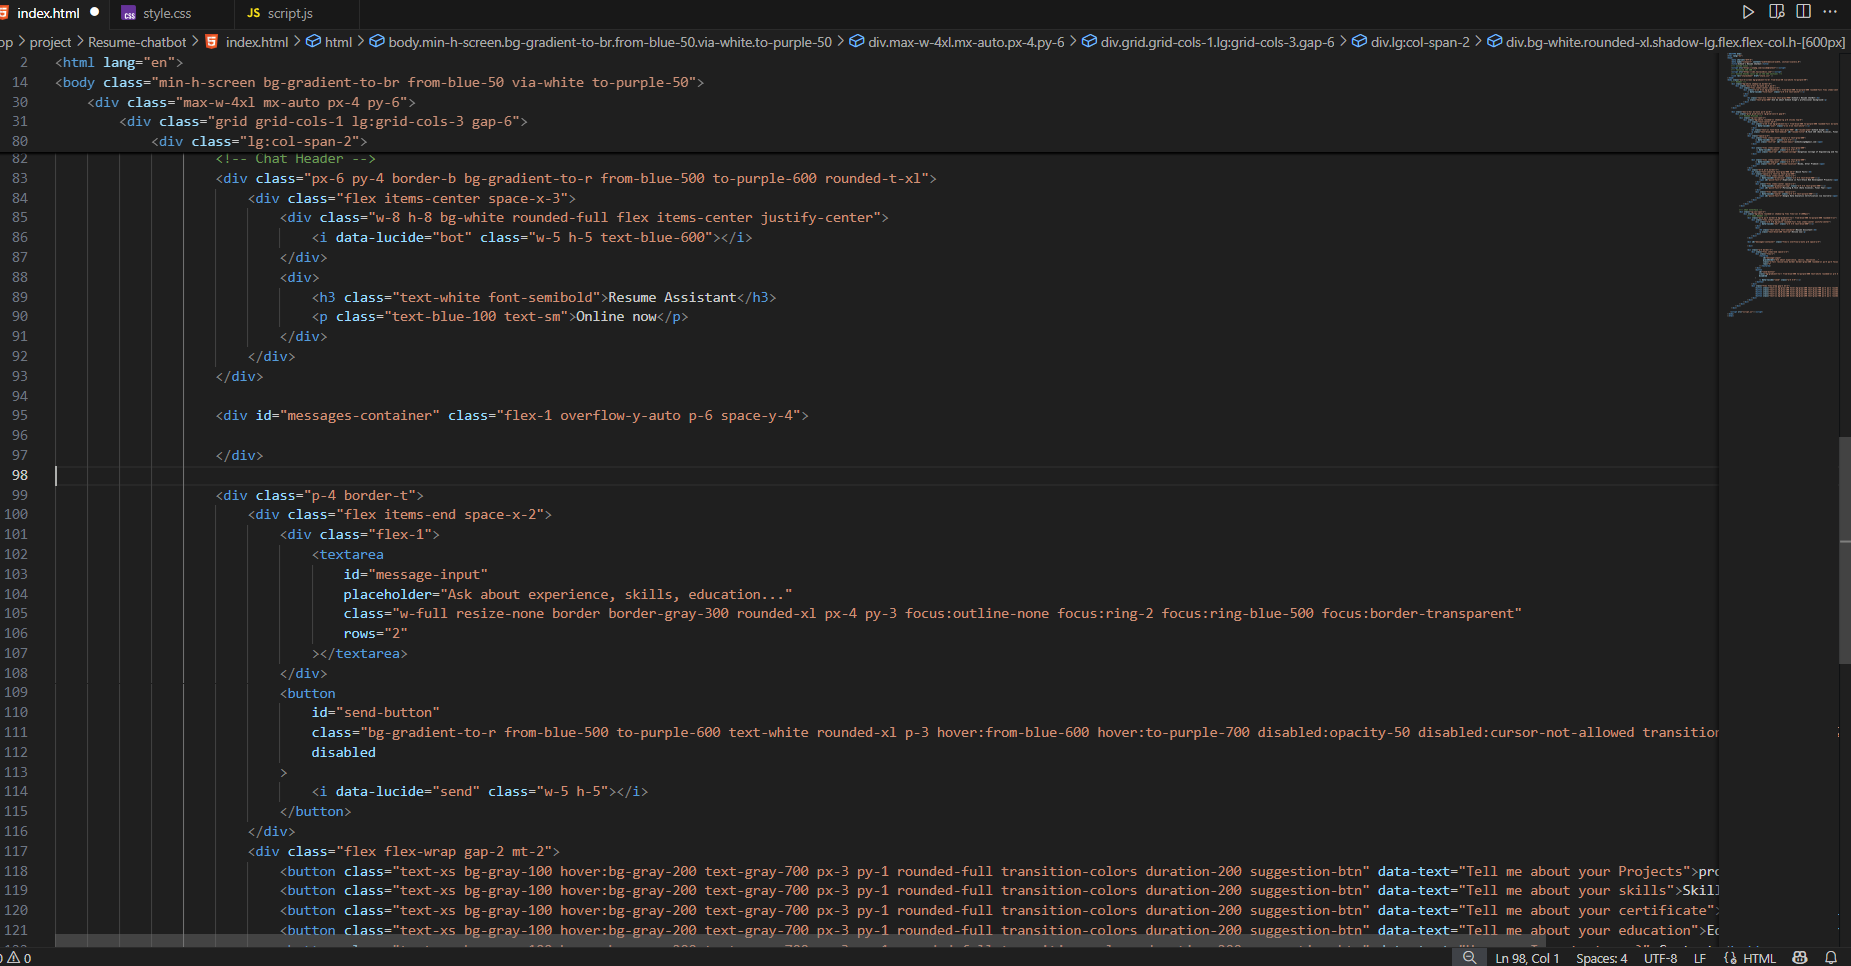 index.html
style.css
JS script.js
op > project > Resume-chatbot > index.html > html > body.min-h-screen.bg-gradient-to-br.from-blue-50.via-white.to-purple-50 > div.max-w-4xl.mx-auto.px-4.py-6 > div.grid.grid-cols-1.lg:grid-cols-3.gap-6 > div.lg:col-span-2 > div.bg-white.rounded-xl.shadow-lg.flex.flex-col.h-[600px]
2 <html lang="en">
14 <body class="min-h-screen bg-gradient-to-br from-blue-50 via-white to-purple-50">
30 <div class="max-w-4xl mx-auto px-4 py-6">
31 <div class="grid grid-cols-1 lg:grid-cols-3 gap-6">
80 <div class="lg:col-span-2">
82 <!-- Chat Header -->
83 <div class="px-6 py-4 border-b bg-gradient-to-r from-blue-500 to-purple-600 rounded-t-xl">
84 <div class="flex items-center space-x-3">
85 <div class="w-8 h-8 bg-white rounded-full flex items-center justify-center">
86 <i data-lucide="bot" class="w-5 h-5 text-blue-600"></i>
87 </div>
88 <div>
89 <h3 class="text-white font-semibold">Resume Assistant</h3>
90 <p class="text-blue-100 text-sm">Online now</p>
91 </div>
92 </div>
93 </div>
94
95 <div id="messages-container" class="flex-1 overflow-y-auto p-6 space-y-4">
96
97 </div>
98
99 <div class="p-4 border-t">
100 <div class="flex items-end space-x-2">
101 <div class="flex-1">
102 <textarea
103 id="message-input"
104 placeholder="Ask about experience, skills, education..."
105 class="w-full resize-none border border-gray-300 rounded-xl px-4 py-3 focus:outline-none focus:ring-2 focus:ring-blue-500 focus:border-transparent"
106 rows="2"
107 ></textarea>
108 </div>
109 <button
110 id="send-button"
111 class="bg-gradient-to-r from-blue-500 to-purple-600 text-white rounded-xl p-3 hover:from-blue-600 hover:to-purple-700 disabled:opacity-50 disabled:cursor-not-allowed transition
112 disabled
113 >
114 <i data-lucide="send" class="w-5 h-5"></i>
115 </button>
116 </div>
117 <div class="flex flex-wrap gap-2 mt-2">
118 <button class="text-xs bg-gray-100 hover:bg-gray-200 text-gray-700 px-3 py-1 rounded-full transition-colors duration-200 suggestion-btn" data-text="Tell me about your Projects">pro
119 <button class="text-xs bg-gray-100 hover:bg-gray-200 text-gray-700 px-3 py-1 rounded-full transition-colors duration-200 suggestion-btn" data-text="Tell me about your skills">Skil
120 <button class="text-xs bg-gray-100 hover:bg-gray-200 text-gray-700 px-3 py-1 rounded-full transition-colors duration-200 suggestion-btn" data-text="Tell me about your certificate">
121 <button class="text-xs bg-gray-100 hover:bg-gray-200 text-gray-700 px-3 py-1 rounded-full transition-colors duration-200 suggestion-btn" data-text="Tell me about your education">
0 Ln 98, Col 1 Spaces: 4 UTF-8 LF {} HTML